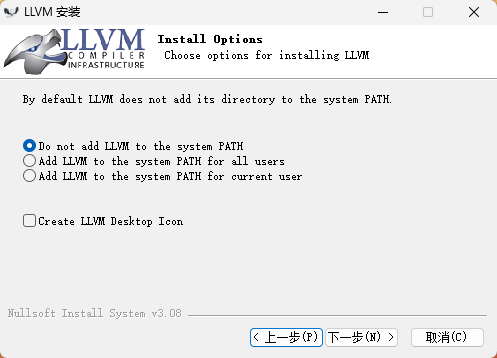 LLVM 安装
LLVM
COMPILER
INFRASTRUCTURE
Install Options
Choose options for installing LLVM
By default LLVM does not add its directory to the system PATH.
Do not add LLVM to the system PATH
Add LLVM to the system PATH for all users
Add LLVM to the system PATH for current user
Create LLVM Desktop Icon
Nullsoft Install System v3.08
< 上一步(P) 下一步(N) > 取消(C)